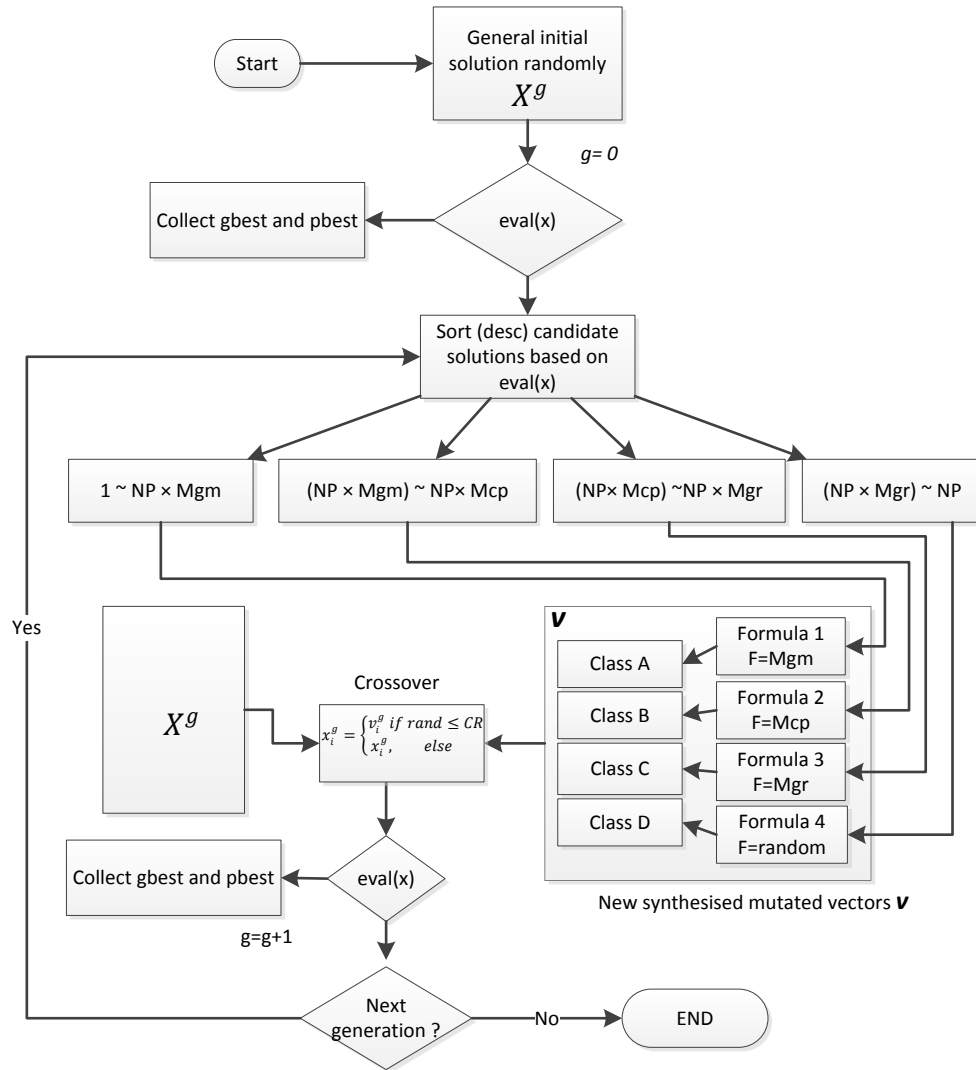 Start
General initial
solution randomly
X^g
g= 0
eval(x)
Collect gbest and pbest
Sort (desc) candidate
solutions based on
eval(x)
1 ~ NP × Mgm
(NP × Mgm) ~ NP× Mcp
(NP× Mcp) ~NP × Mgr
(NP × Mgr) ~ NP
Yes
X^g
Crossover
x_i^g = { v_i^g if rand ≤ CR
x_i^g, else
V
Class A
Formula 1
F=Mgm
Class B
Formula 2
F=Mcp
Class C
Formula 3
F=Mgr
Class D
Formula 4
F=random
New synthesised mutated vectors V
eval(x)
Collect gbest and pbest
g=g+1
Next
generation ?
No
END